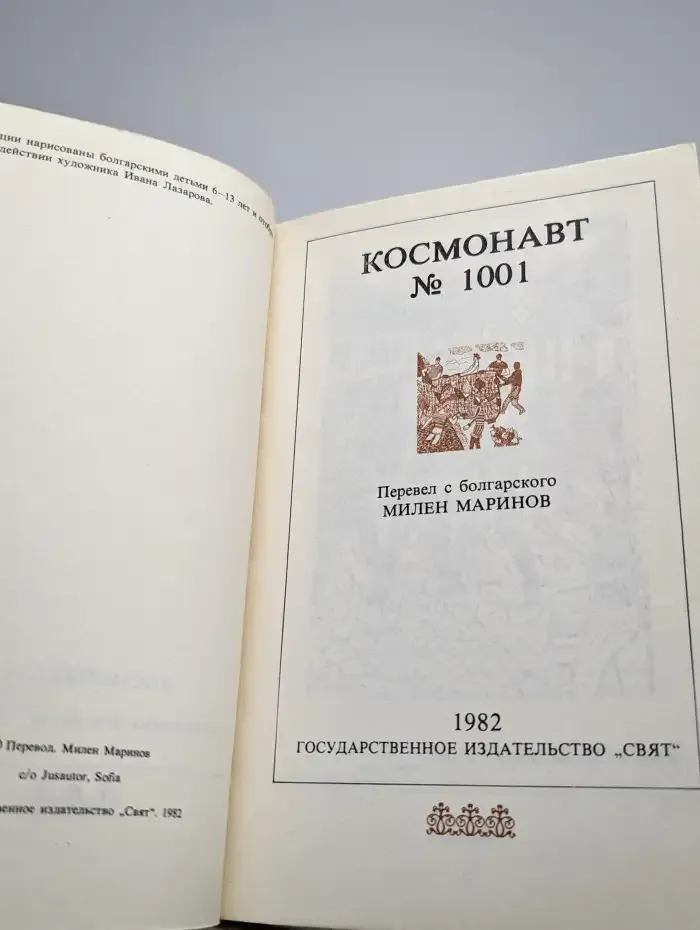 ции нарисованы болгарскими детьми 6—13 лет и
действии художника Ивана Лазарова.
Перевод. Милен Маринов
c/o Jusautor, Sofia
издательство „Свят“. 1982
КОСМОНАВТ
№ 1001
Перевел с болгарского
МИЛЕН МАРИНОВ
1982
ГОСУДАРСТВЕННОЕ ИЗДАТЕЛЬСТВО „СВЯТ“